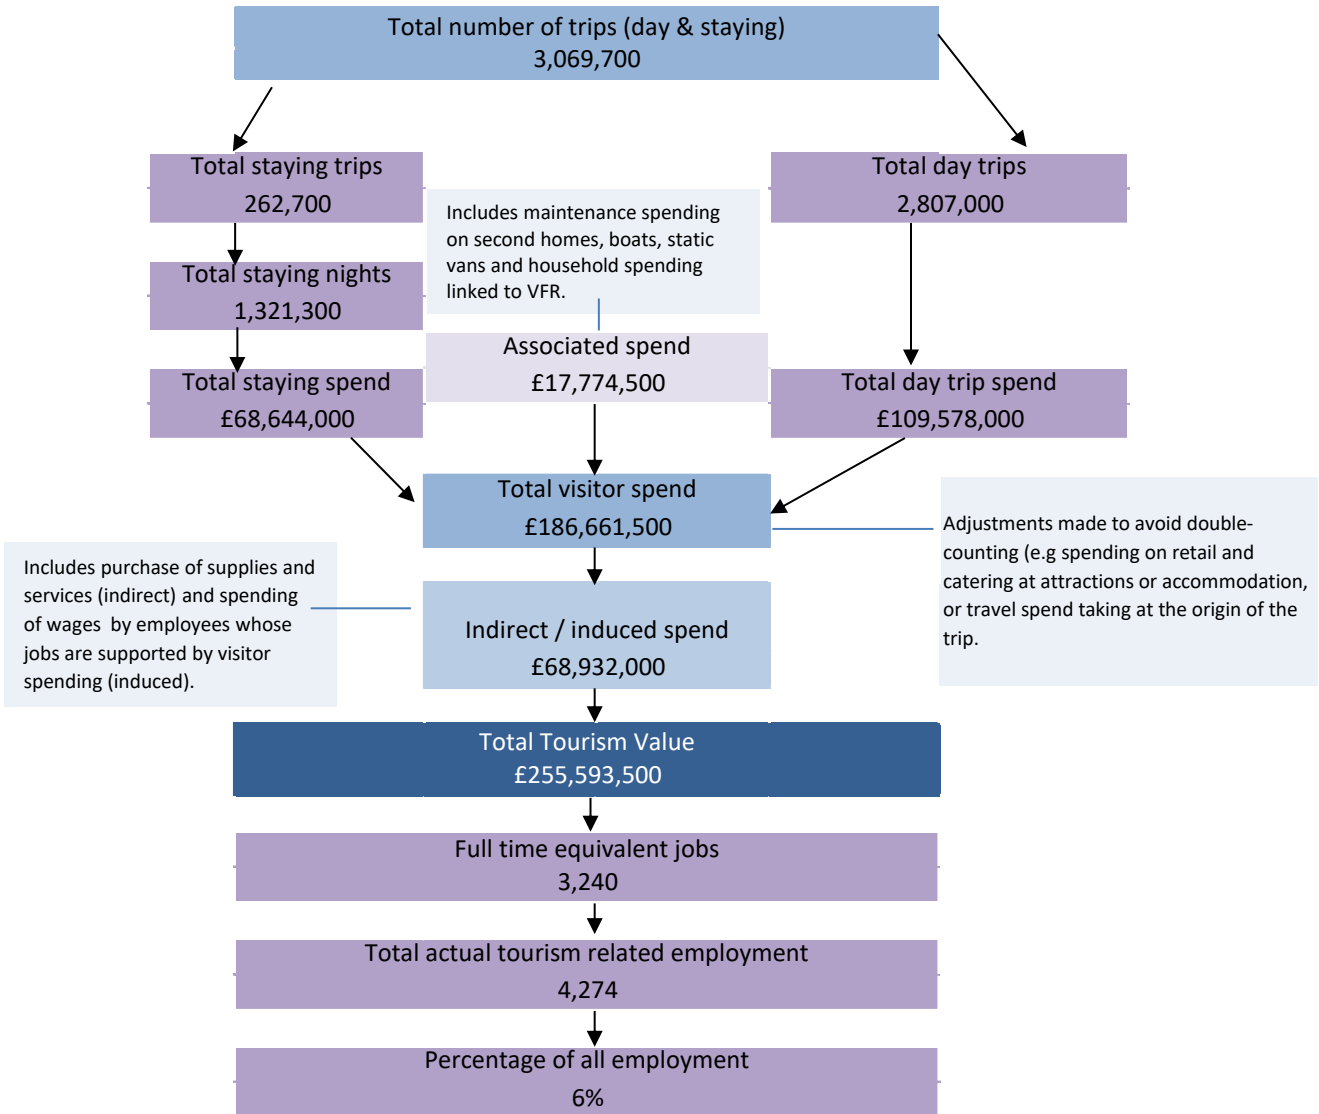 Total number of trips (day & staying)
3,069,700
Total staying trips
262,700
Total day trips
2,807,000
Includes maintenance spending
on second homes, boats, static
vans and household spending
linked to VFR.
Total staying nights
1,321,300
Associated spend
£17,774,500
Total staying spend
£68,644,000
Total day trip spend
£109,578,000
Total visitor spend
£186,661,500
Adjustments made to avoid double-
counting (e.g spending on retail and
catering at attractions or accommodation,
or travel spend taking at the origin of the
trip.
Includes purchase of supplies and
services (indirect) and spending
of wages by employees whose
jobs are supported by visitor
spending (induced).
Indirect / induced spend
£68,932,000
Total Tourism Value
£255,593,500
Full time equivalent jobs
3,240
Total actual tourism related employment
4,274
Percentage of all employment
6%